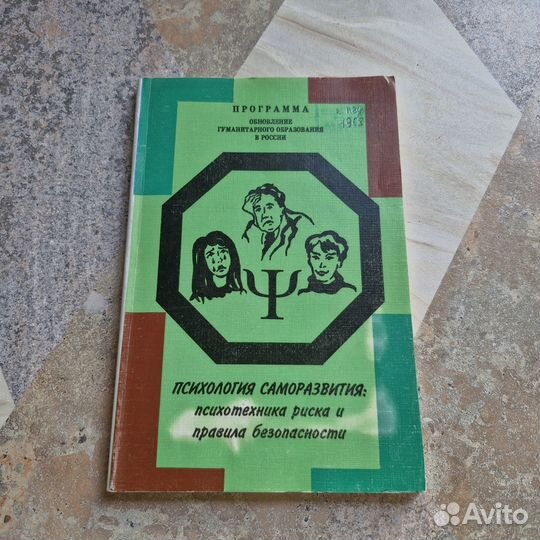 ПРОГРАММА
ОБНОВЛЕНИЕ
ГУМАНИТАРНОГО ОБРАЗОВАНИЯ
В РОССИИ
Ψ
ПСИХОЛОГИЯ САМОРАЗВИТИЯ:
психотехника риска и
правила безопасности
Avito